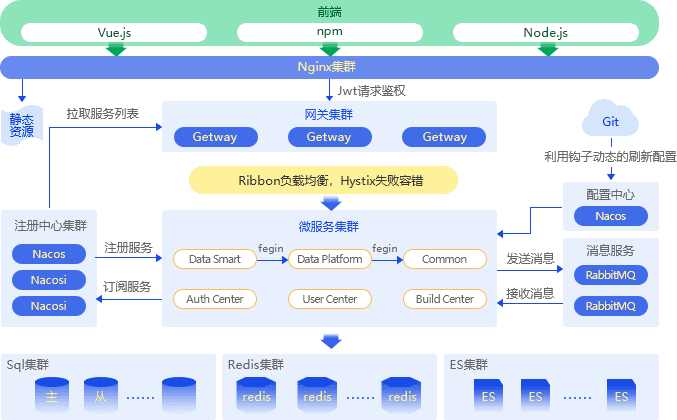 前端
Vue.js
npm
Node.js
Nginx集群
静态
资源
拉取服务列表
Jwt请求鉴权
网关集群
Getway
Getway
Getway
Git
利用钩子动态的刷新配置
Ribbon负载均衡，Hystix失败容错
配置中心
Nacos
注册中心集群
Nacos
Nacosi
Nacosi
注册服务
订阅服务
微服务集群
Data Smart
fegin
Data Platform
fegin
Common
Auth Center
User Center
Build Center
发送消息
接收消息
消息服务
RabbitMQ
RabbitMQ
Sql集群
主
从
......
Redis集群
redis
redis
......
redis
ES集群
ES
ES
......
ES